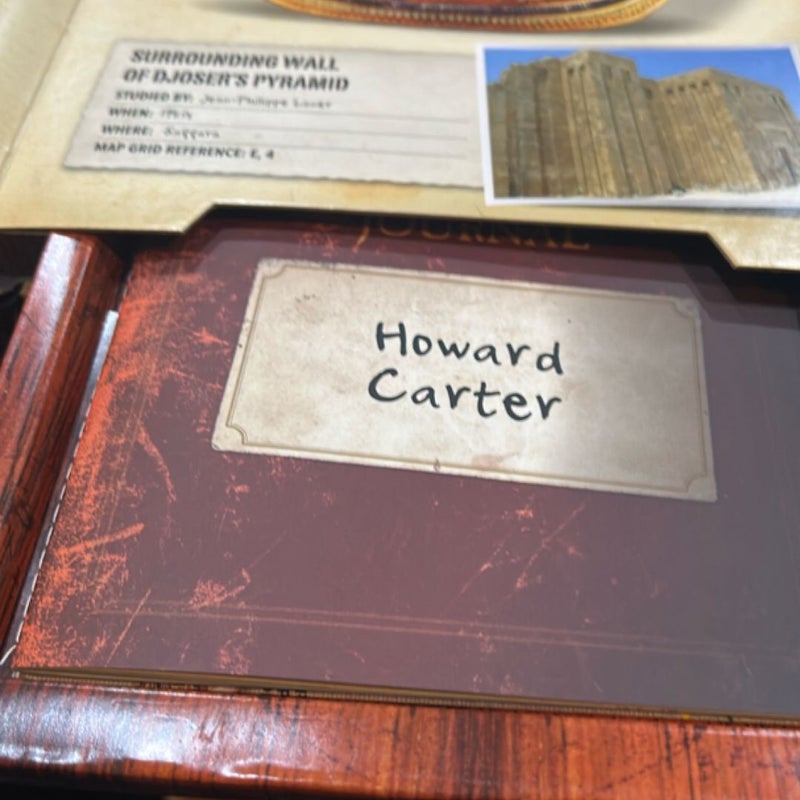 SURROUNDING WALL
OF DJOSER'S PYRAMID
STUDIED BY: Jean-Philippe Lauer
WHEN:
WHERE: Saqqara
MAP GRID REFERENCE: E, 4
JOURNAL
Howard
Carter